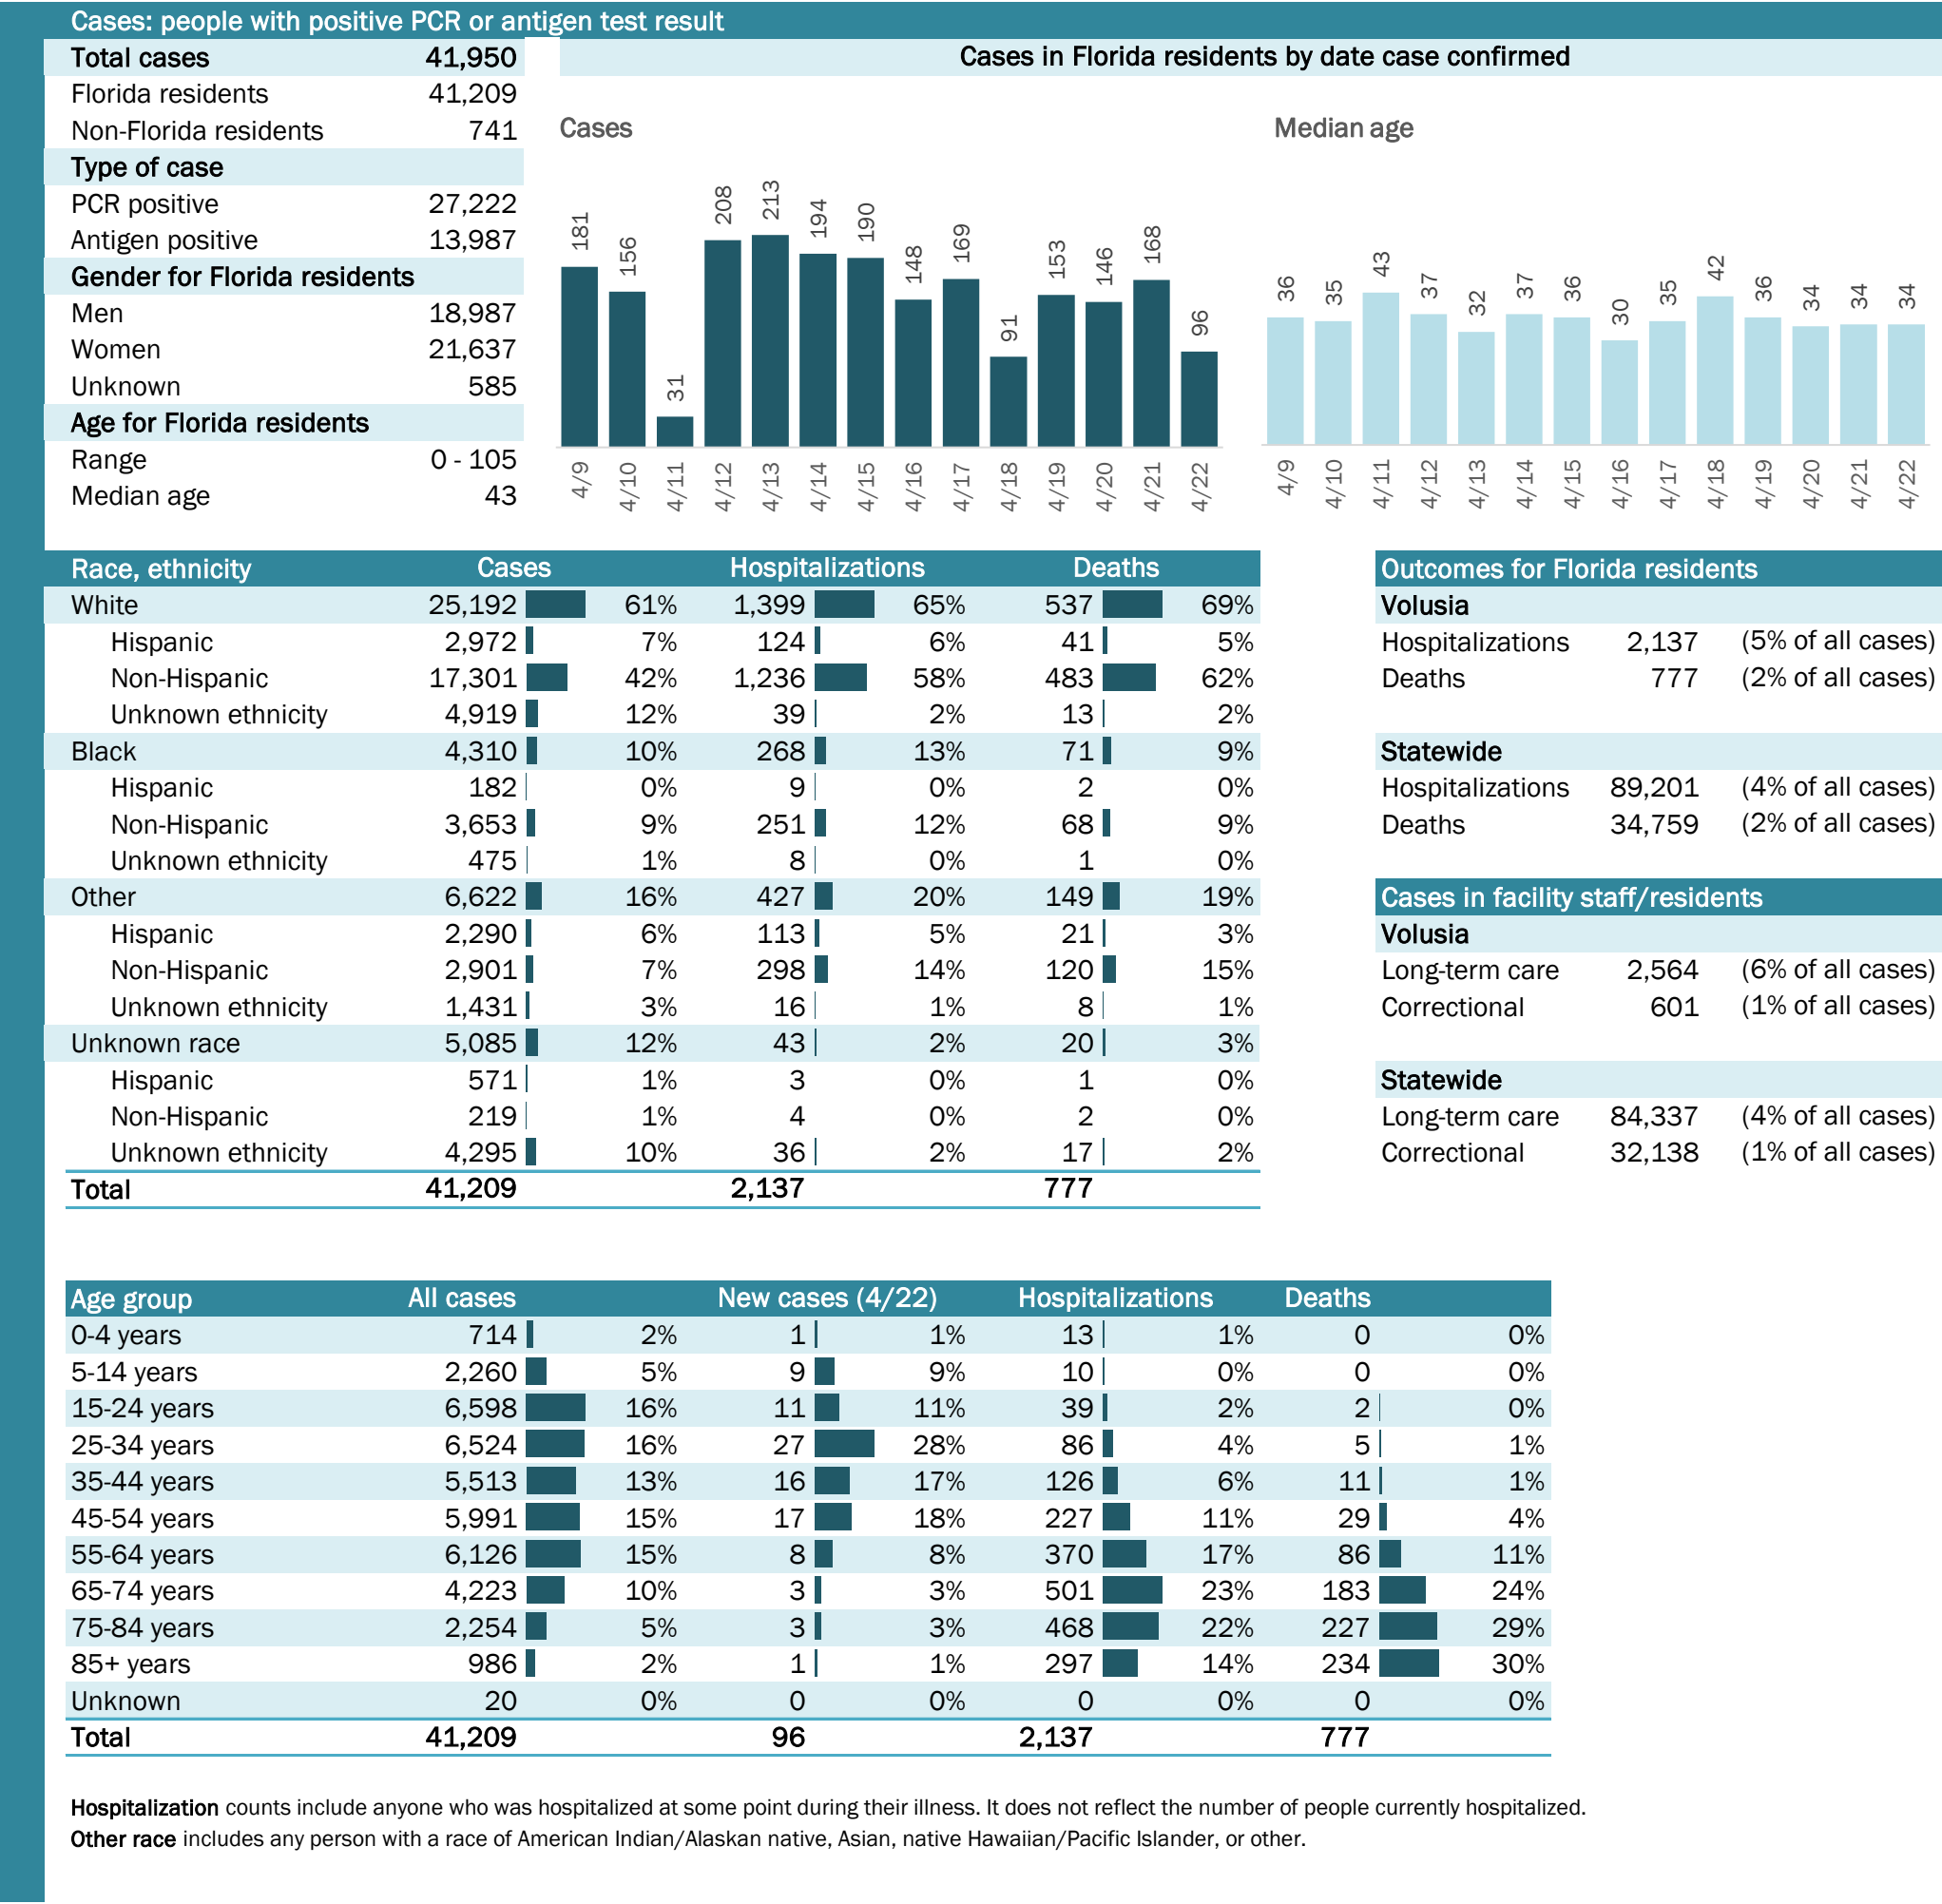 Cases: people with positive PCR or antigen test result
Total cases 41,950
Florida residents 41,209
Non-Florida residents 741
Type of case
PCR positive 27,222
Antigen positive 13,987
Gender for Florida residents
Men 18,987
Women 21,637
Unknown 585
Age for Florida residents
Range 0 - 105
Median age 43
Cases in Florida residents by date case confirmed
Cases
181 156 31 208 213 194 190 148 169 91 153 146 168 96
4/9 4/10 4/11 4/12 4/13 4/14 4/15 4/16 4/17 4/18 4/19 4/20 4/21 4/22
Median age
36 35 43 37 32 37 36 30 35 42 36 34 34 34
4/9 4/10 4/11 4/12 4/13 4/14 4/15 4/16 4/17 4/18 4/19 4/20 4/21 4/22
Race, ethnicity Cases Hospitalizations Deaths
White 25,192 61% 1,399 65% 537 69%
Hispanic 2,972 7% 124 6% 41 5%
Non-Hispanic 17,301 42% 1,236 58% 483 62%
Unknown ethnicity 4,919 12% 39 2% 13 2%
Black 4,310 10% 268 13% 71 9%
Hispanic 182 0% 9 0% 2 0%
Non-Hispanic 3,653 9% 251 12% 68 9%
Unknown ethnicity 475 1% 8 0% 1 0%
Other 6,622 16% 427 20% 149 19%
Hispanic 2,290 6% 113 5% 21 3%
Non-Hispanic 2,901 7% 298 14% 120 15%
Unknown ethnicity 1,431 3% 16 1% 8 1%
Unknown race 5,085 12% 43 2% 20 3%
Hispanic 571 1% 3 0% 1 0%
Non-Hispanic 219 1% 4 0% 2 0%
Unknown ethnicity 4,295 10% 36 2% 17 2%
Total 41,209 2,137 777
Outcomes for Florida residents
Volusia
Hospitalizations 2,137 (5% of all cases)
Deaths 777 (2% of all cases)
Statewide
Hospitalizations 89,201 (4% of all cases)
Deaths 34,759 (2% of all cases)
Cases in facility staff/residents
Volusia
Long-term care 2,564 (6% of all cases)
Correctional 601 (1% of all cases)
Statewide
Long-term care 84,337 (4% of all cases)
Correctional 32,138 (1% of all cases)
Age group All cases New cases (4/22) Hospitalizations Deaths
0-4 years 714 2% 1 1% 13 1% 0 0%
5-14 years 2,260 5% 9 9% 10 0% 0 0%
15-24 years 6,598 16% 11 11% 39 2% 2 0%
25-34 years 6,524 16% 27 28% 86 4% 5 1%
35-44 years 5,513 13% 16 17% 126 6% 11 1%
45-54 years 5,991 15% 17 18% 227 11% 29 4%
55-64 years 6,126 15% 8 8% 370 17% 86 11%
65-74 years 4,223 10% 3 3% 501 23% 183 24%
75-84 years 2,254 5% 3 3% 468 22% 227 29%
85+ years 986 2% 1 1% 297 14% 234 30%
Unknown 20 0% 0 0% 0 0% 0 0%
Total 41,209 96 2,137 777
Hospitalization counts include anyone who was hospitalized at some point during their illness. It does not reflect the number of people currently hospitalized.
Other race includes any person with a race of American Indian/Alaskan native, Asian, native Hawaiian/Pacific Islander, or other.